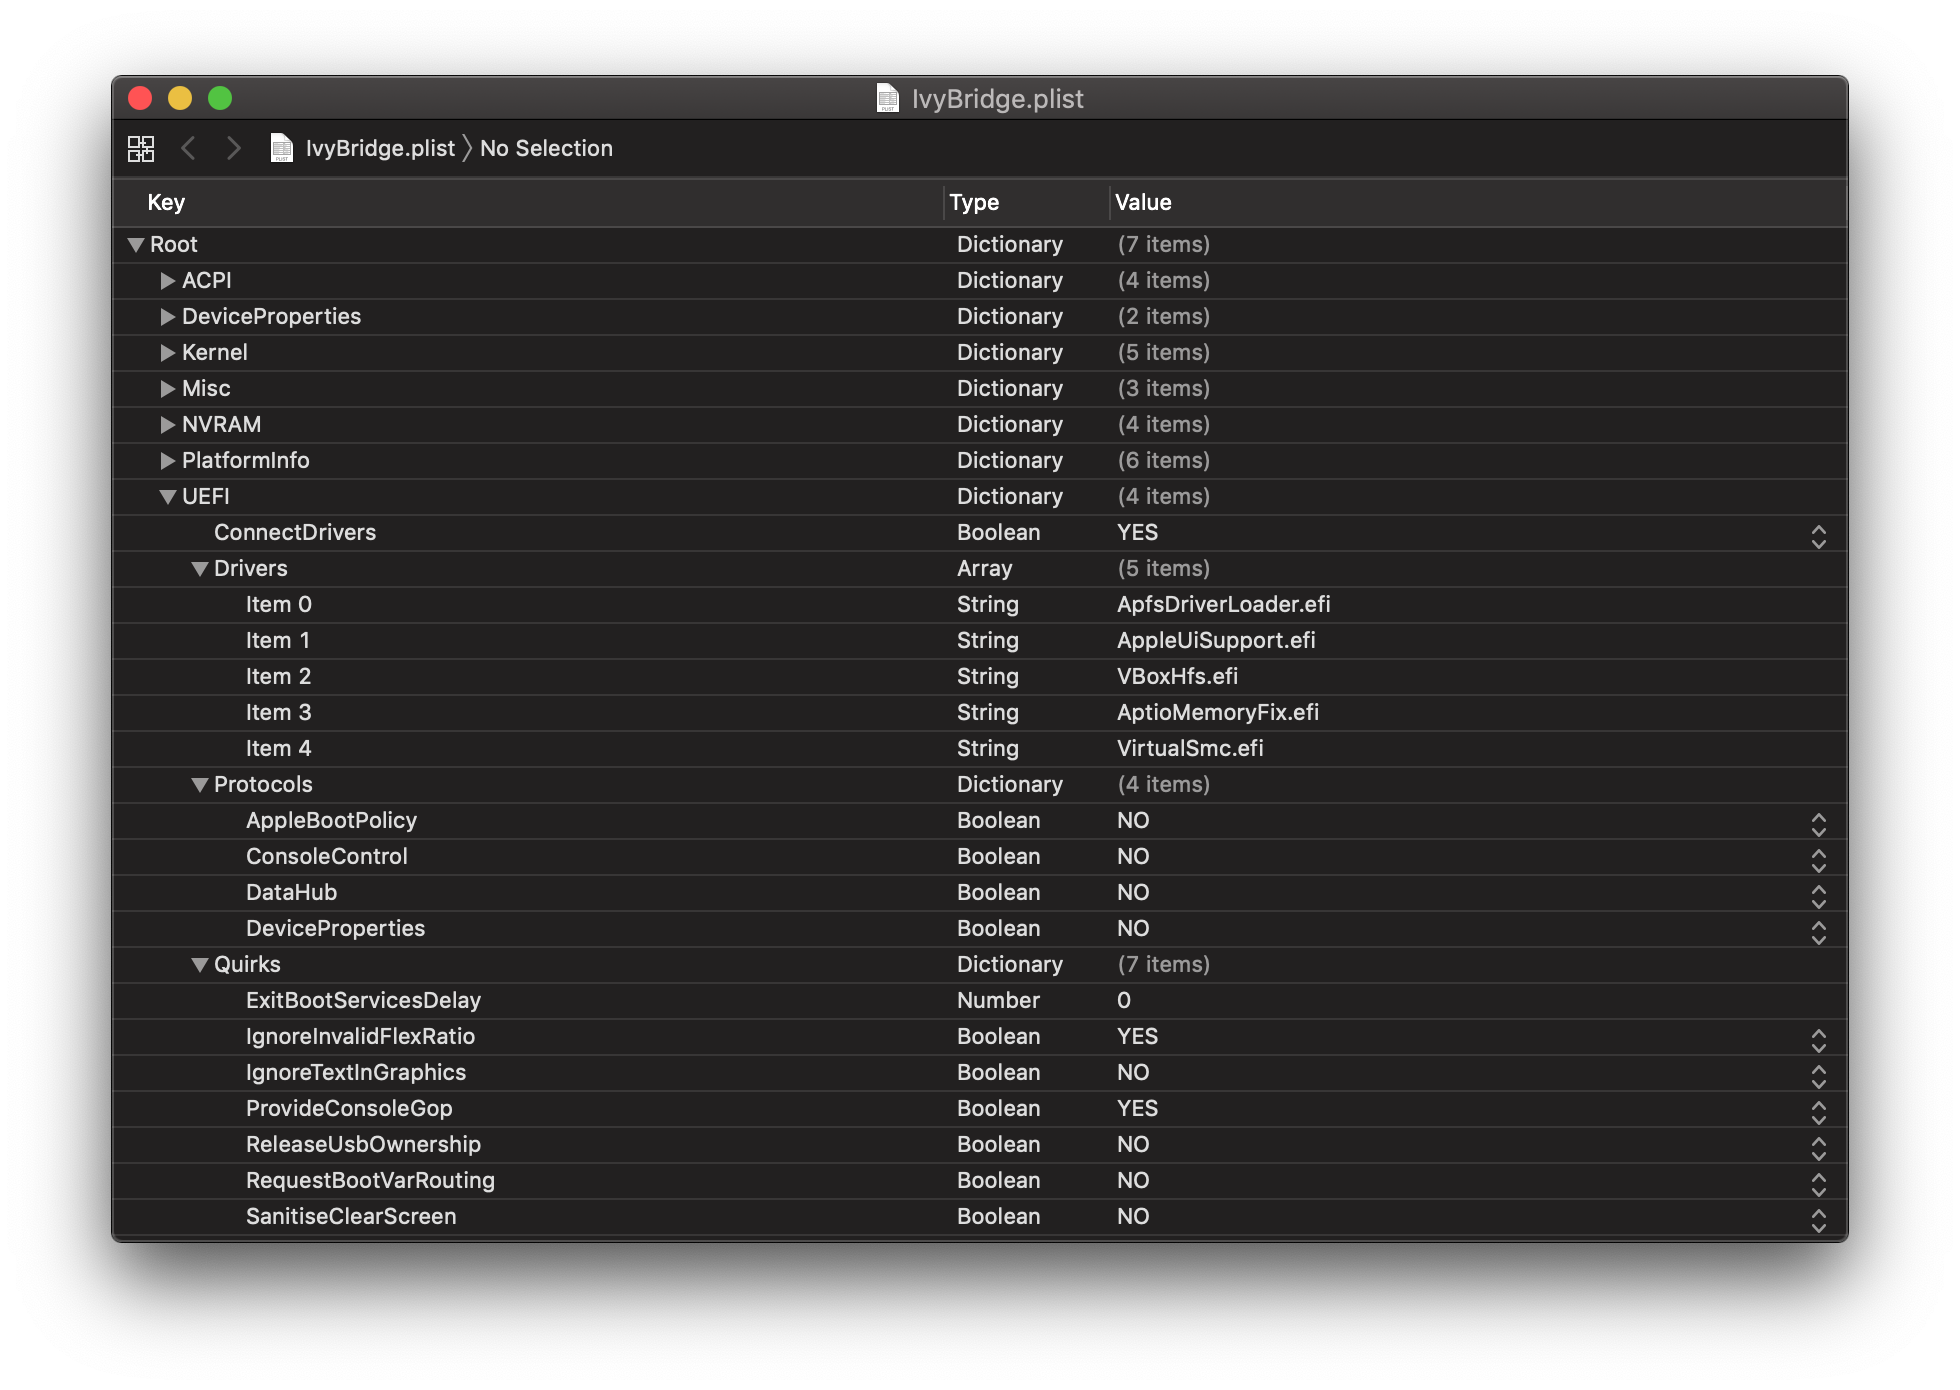 IvyBridge.plist
IvyBridge.plist No Selection
Key Type Value
Root Dictionary (7 items)
ACPI Dictionary (4 items)
DeviceProperties Dictionary (2 items)
Kernel Dictionary (5 items)
Misc Dictionary (3 items)
NVRAM Dictionary (4 items)
PlatformInfo Dictionary (6 items)
UEFI Dictionary (4 items)
ConnectDrivers Boolean YES
Drivers Array (5 items)
Item 0 String ApfsDriverLoader.efi
Item 1 String AppleUiSupport.efi
Item 2 String VBoxHfs.efi
Item 3 String AptioMemoryFix.efi
Item 4 String VirtualSmc.efi
Protocols Dictionary (4 items)
AppleBootPolicy Boolean NO
ConsoleControl Boolean NO
DataHub Boolean NO
DeviceProperties Boolean NO
Quirks Dictionary (7 items)
ExitBootServicesDelay Number 0
IgnoreInvalidFlexRatio Boolean YES
IgnoreTextInGraphics Boolean NO
ProvideConsoleGop Boolean YES
ReleaseUsbOwnership Boolean NO
RequestBootVarRouting Boolean NO
SanitiseClearScreen Boolean NO